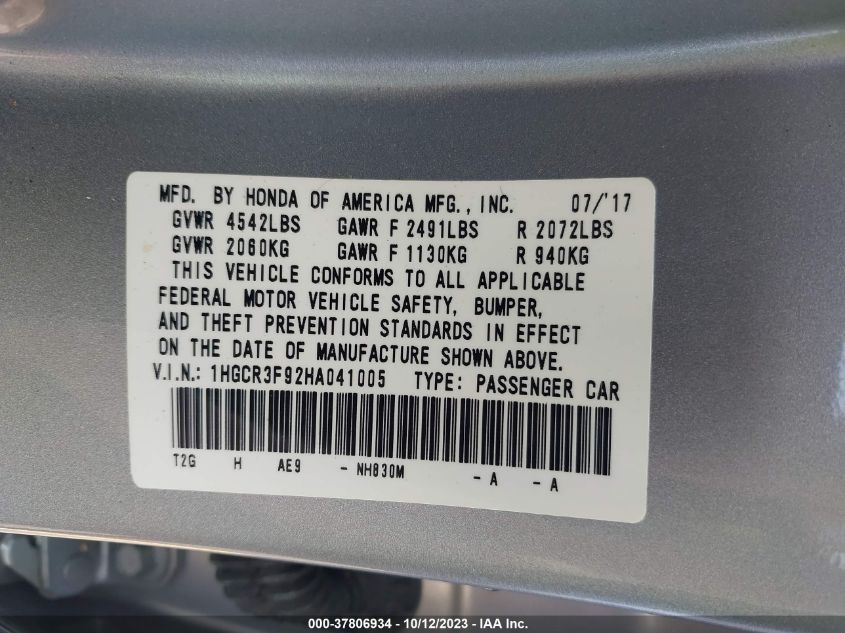 MFD. BY HONDA OF AMERICA MFG., INC. 07/'17
GVWR 4542LBS GAWR F 2491LBS R 2072LBS
GVWR 2060KG GAWR F 1130KG R 940KG
THIS VEHICLE CONFORMS TO ALL APPLICABLE
FEDERAL MOTOR VEHICLE SAFETY, BUMPER,
AND THEFT PREVENTION STANDARDS IN EFFECT
ON THE DATE OF MANUFACTURE SHOWN ABOVE.
V.I.N.: 1HGCR3F92HA041005 TYPE: PASSENGER CAR
T2G H AE9 - NH830M - A - A
000-37806934 - 10/12/2023 - IAA Inc.